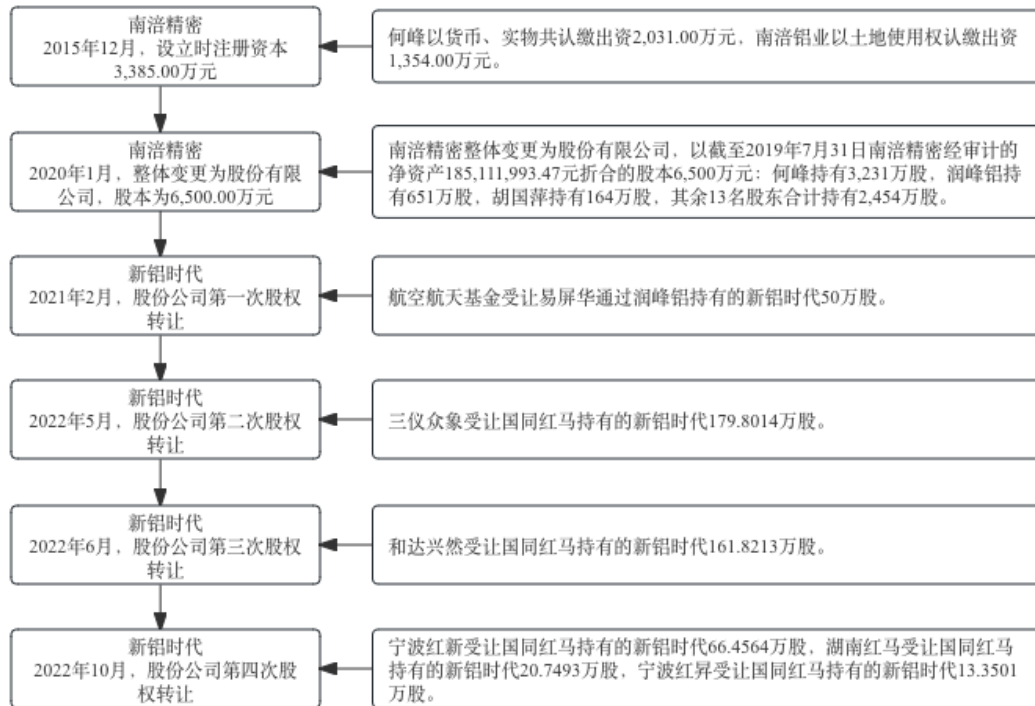 南涪精密
2015年12月，设立时注册资本
3,385.00万元
何峰以货币、实物共认缴出资2,031.00万元，南涪铝业以土地使用权认缴出资
1,354.00万元。
南涪精密
2020年1月，整体变更为股份有限
公司，股本为6,500.00万元
南涪精密整体变更为股份有限公司，以截至2019年7月31日南涪精密经审计的
净资产185,111,993.47元折合的股本6,500万元：何峰持有3,231万股，润峰铝持
有651万股，胡国萍持有164万股，其余13名股东合计持有2,454万股。
新铝时代
2021年2月，股份公司第一次股权
转让
航空航天基金受让易屏华通过润峰铝持有的新铝时代50万股。
新铝时代
2022年5月，股份公司第二次股权
转让
三仪众象受让国同红马持有的新铝时代179.8014万股。
新铝时代
2022年6月，股份公司第三次股权
转让
和达兴然受让国同红马持有的新铝时代161.8213万股。
新铝时代
2022年10月，股份公司第四次股
权转让
宁波红新受让国同红马持有的新铝时代66.4564万股，湖南红马受让国同红马
持有的新铝时代20.7493万股，宁波红昇受让国同红马持有的新铝时代13.3501
万股。